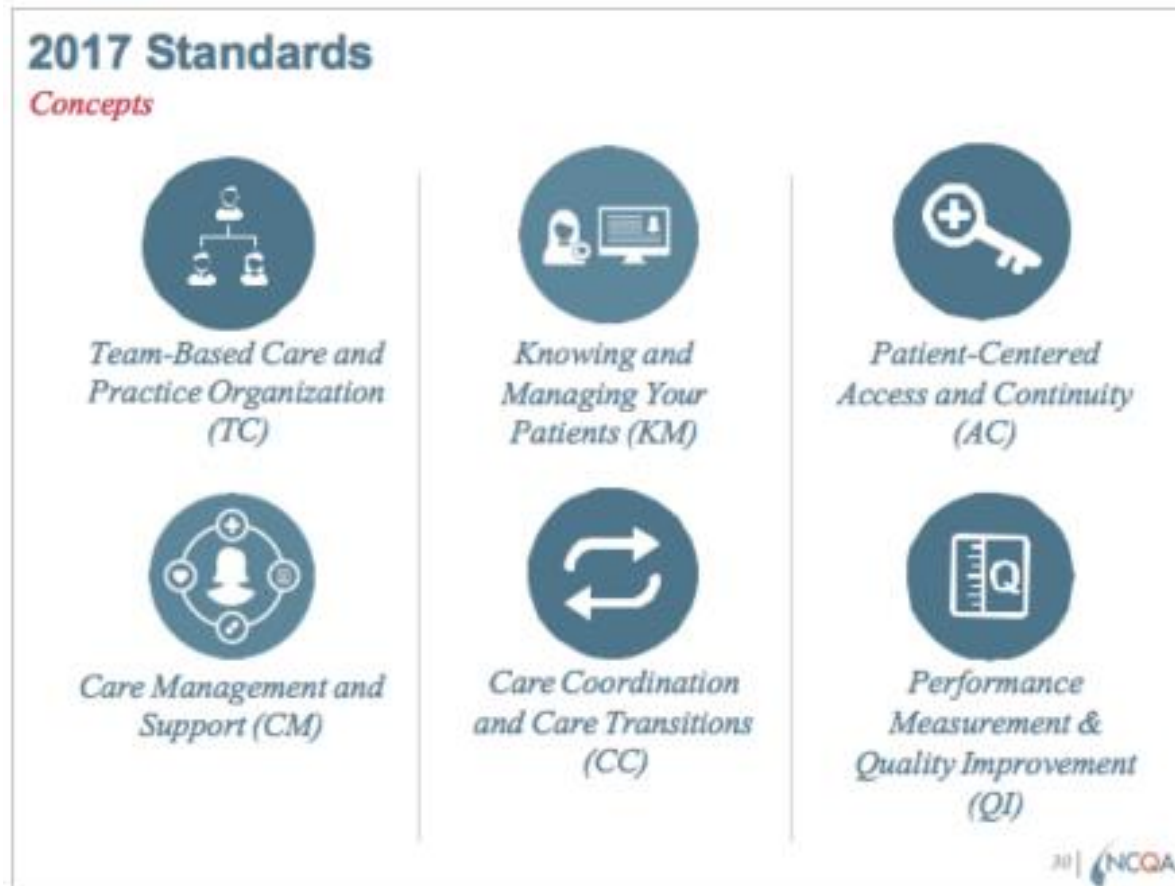 2017 Standards
Concepts
Team-Based Care and
Practice Organization
(TC)
Knowing and
Managing Your
Patients (KM)
Patient-Centered
Access and Continuity
(AC)
Care Management and
Support (CM)
Care Coordination
and Care Transitions
(CC)
Q
Performance
Measurement &
Quality Improvement
(QI)
30 | NCQA